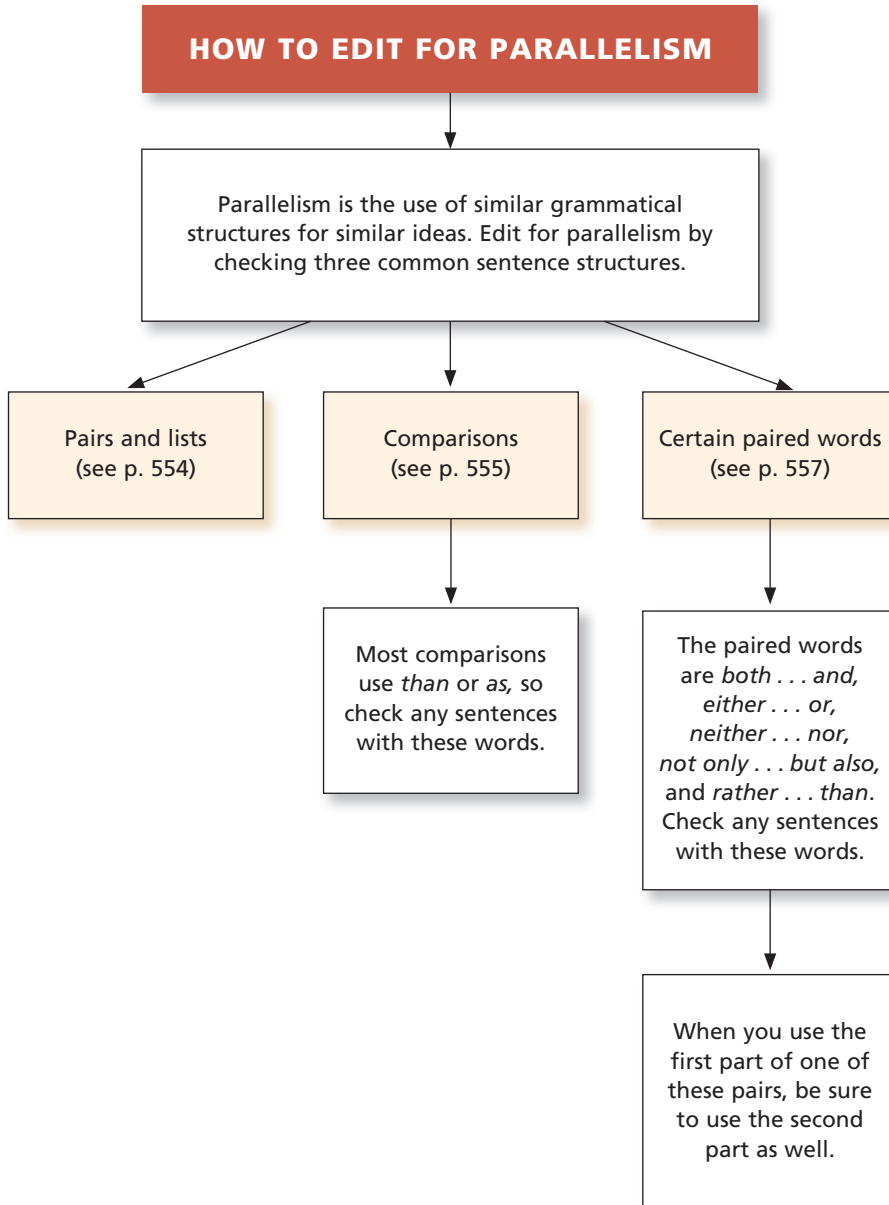 HOW TO EDIT FOR PARALLELISM
Parallelism is the use of similar grammatical
structures for similar ideas. Edit for parallelism by
checking three common sentence structures.
Pairs and lists
(see p. 554)
Comparisons
(see p. 555)
Certain paired words
(see p. 557)
Most comparisons
use than or as, so
check any sentences
with these words.
The paired words
are both . . . and,
either . . . or,
neither . . . nor,
not only . . . but also,
and rather . . . than.
Check any sentences
with these words.
When you use the
first part of one of
these pairs, be sure
to use the second
part as well.